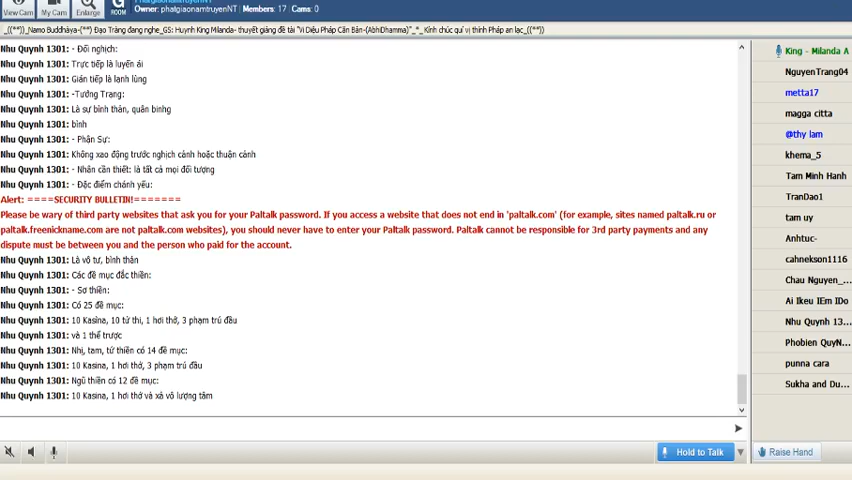 phatgiaonamtruyenNT
View Cam My Cam Enlarge ROOM Owner: phatgiaonamtruyenNT | Members: 17 Cams: 0
_((**)_Namo Buddhàya-(**) Đạo Tràng đang nghe_GS: Huynh King Milanda- thuyết giảng đề tài "Vi Diệu Pháp Căn Bản-(AbhiDhamma)"_*_ Kính chúc quí vị thính Pháp an lạc_((**)
Nhu Quynh 1301: - Đối nghịch:
Nhu Quynh 1301: Trực tiếp là luyến ái
Nhu Quynh 1301: Gián tiếp là lạnh lùng
Nhu Quynh 1301: -Tướng Trạng:
Nhu Quynh 1301: Là sự bình thản, quân binhg
Nhu Quynh 1301: bình
Nhu Quynh 1301: - Phận Sự:
Nhu Quynh 1301: Không xao động trước nghịch cảnh hoặc thuận cảnh
Nhu Quynh 1301: - Nhân cần thiết: là tất cả mọi đối tượng
Nhu Quynh 1301: - Đặc điểm chánh yếu:
Alert: ====SECURITY BULLETIN!=======
Please be wary of third party websites that ask you for your Paltalk password. If you access a website that does not end in 'paltalk.com' (for example, sites named paltalk.ru or
paltalk.freenickname.com are not paltalk.com websites), you should never have to enter your Paltalk password. Paltalk cannot be responsible for 3rd party payments and any
dispute must be between you and the person who paid for the account.
Nhu Quynh 1301: Là vô tư, bình thản
Nhu Quynh 1301: Các đề mục đắc thiền:
Nhu Quynh 1301: - Sơ thiền:
Nhu Quynh 1301: Có 25 đề mục:
Nhu Quynh 1301: 10 Kasina, 10 tử thi, 1 hơi thở, 3 phạm trú đầu
Nhu Quynh 1301: và 1 thể trược
Nhu Quynh 1301: Nhị, tam, tứ thiền có 14 đề mục:
Nhu Quynh 1301: 10 Kasina, 1 hơi thở, 3 phạm trú đầu
Nhu Quynh 1301: Ngũ thiền có 12 đề mục:
Nhu Quynh 1301: 10 Kasina, 1 hơi thở và xả vô lượng tâm
King - Milanda A
NguyenTrang04
metta17
magga citta
@thy lam
khema_5
Tam Minh Hanh
TranDao1
tam uy
Anhtuc-
cahnekson1116
Chau Nguyen_...
Ai Ikeu IEm IDo
Nhu Quynh 13...
Phobien QuyN...
punna cara
Sukha and Du...
Hold to Talk
Raise Hand